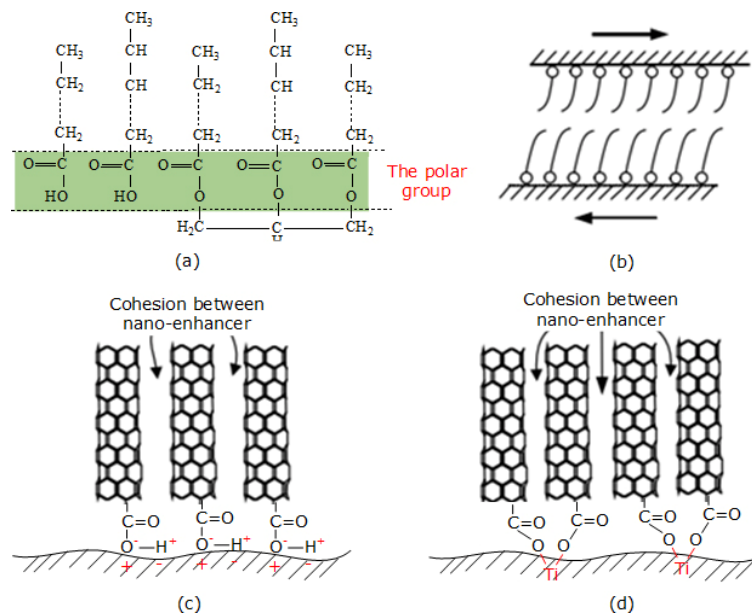 CH₃ CH₃
CH₃ CH CH₃ CH CH₃
CH₂ CH CH₂ CH CH₂
CH₂ CH₂ CH₂ CH₂ CH₂
O=C O=C O=C O=C O=C
HO HO O O O
H₂C C CH₂
H
The polar
group
(a)
(b)
Cohesion between
nano-enhancer
C=O C=O C=O
O⁻—H⁺ O⁻—H⁺ O⁻—H⁺
+ - + - + -
(c)
Cohesion between
nano-enhancer
C=O C=O C=O C=O
O O O O
Ti Ti
(d)